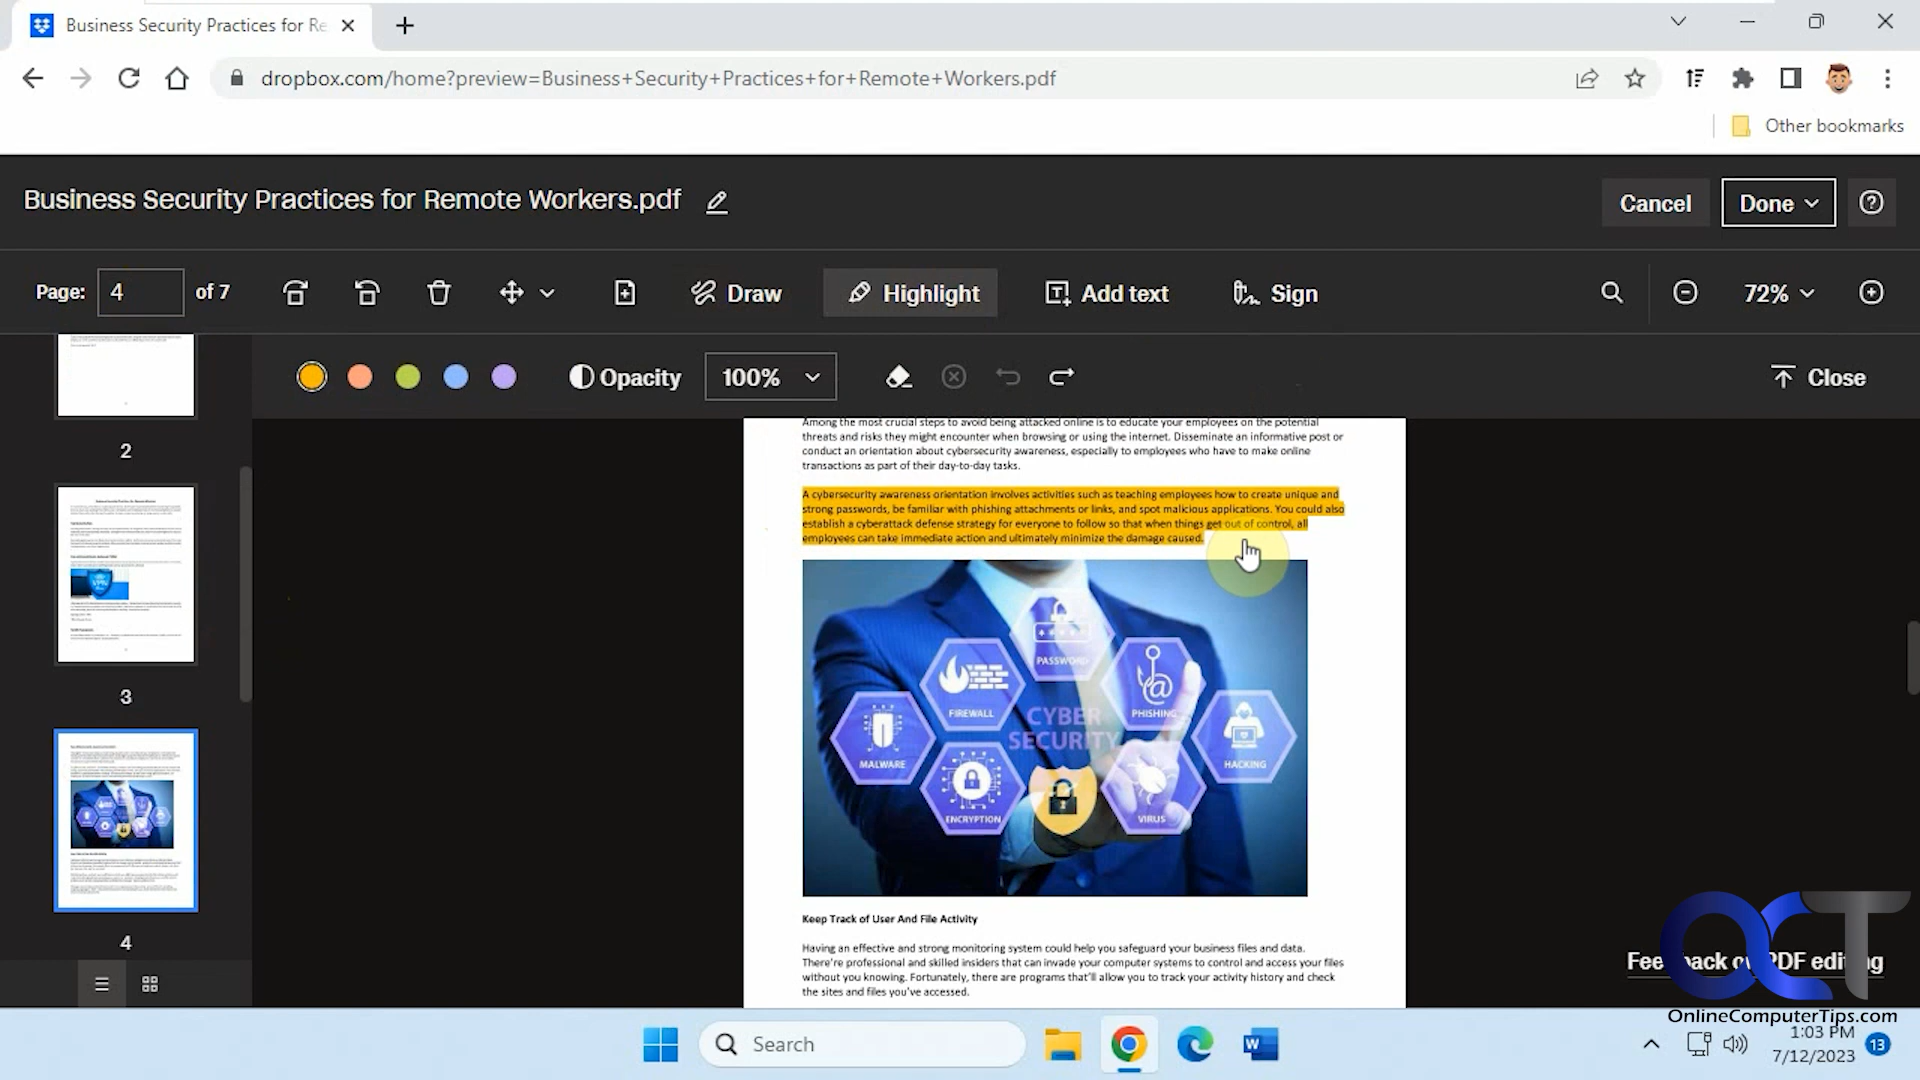 Business Security Practices for Re
dropbox.com/home?preview=Business+Security+Practices+for+Remote+Workers.pdf
Other bookmarks
Business Security Practices for Remote Workers.pdf
Cancel
Done
Page: 4 of 7
Draw
Highlight
Add text
Sign
72%
Opacity
100%
Close
2
3
4
Among the most crucial steps to avoid being attacked online is to educate your employees on the potential
threats and risks they might encounter when browsing or using the internet. Disseminate an informative post or
conduct an orientation about cybersecurity awareness, especially to employees who have to make online
transactions as part of their day-to-day tasks.
A cybersecurity awareness orientation involves activities such as teaching employees how to create unique and
strong passwords, be familiar with phishing attachments or links, and spot malicious applications. You could also
establish a cyberattack defense strategy for everyone to follow so that when things get out of control, all
employees can take immediate action and ultimately minimize the damage caused.
PASSWORD
FIREWALL
PHISHING
CYBER
SECURITY
MALWARE
HACKING
ENCRYPTION
VIRUS
Keep Track of User And File Activity
Having an effective and strong monitoring system could help you safeguard your business files and data.
There're professional and skilled insiders that can invade your computer systems to control and access your files
without you knowing. Fortunately, there are programs that'll allow you to track your activity history and check
the sites and files you've accessed.
Feedback on PDF editing
OCT
OnlineComputerTips.com
Search
W
1:03 PM
7/12/2023
13